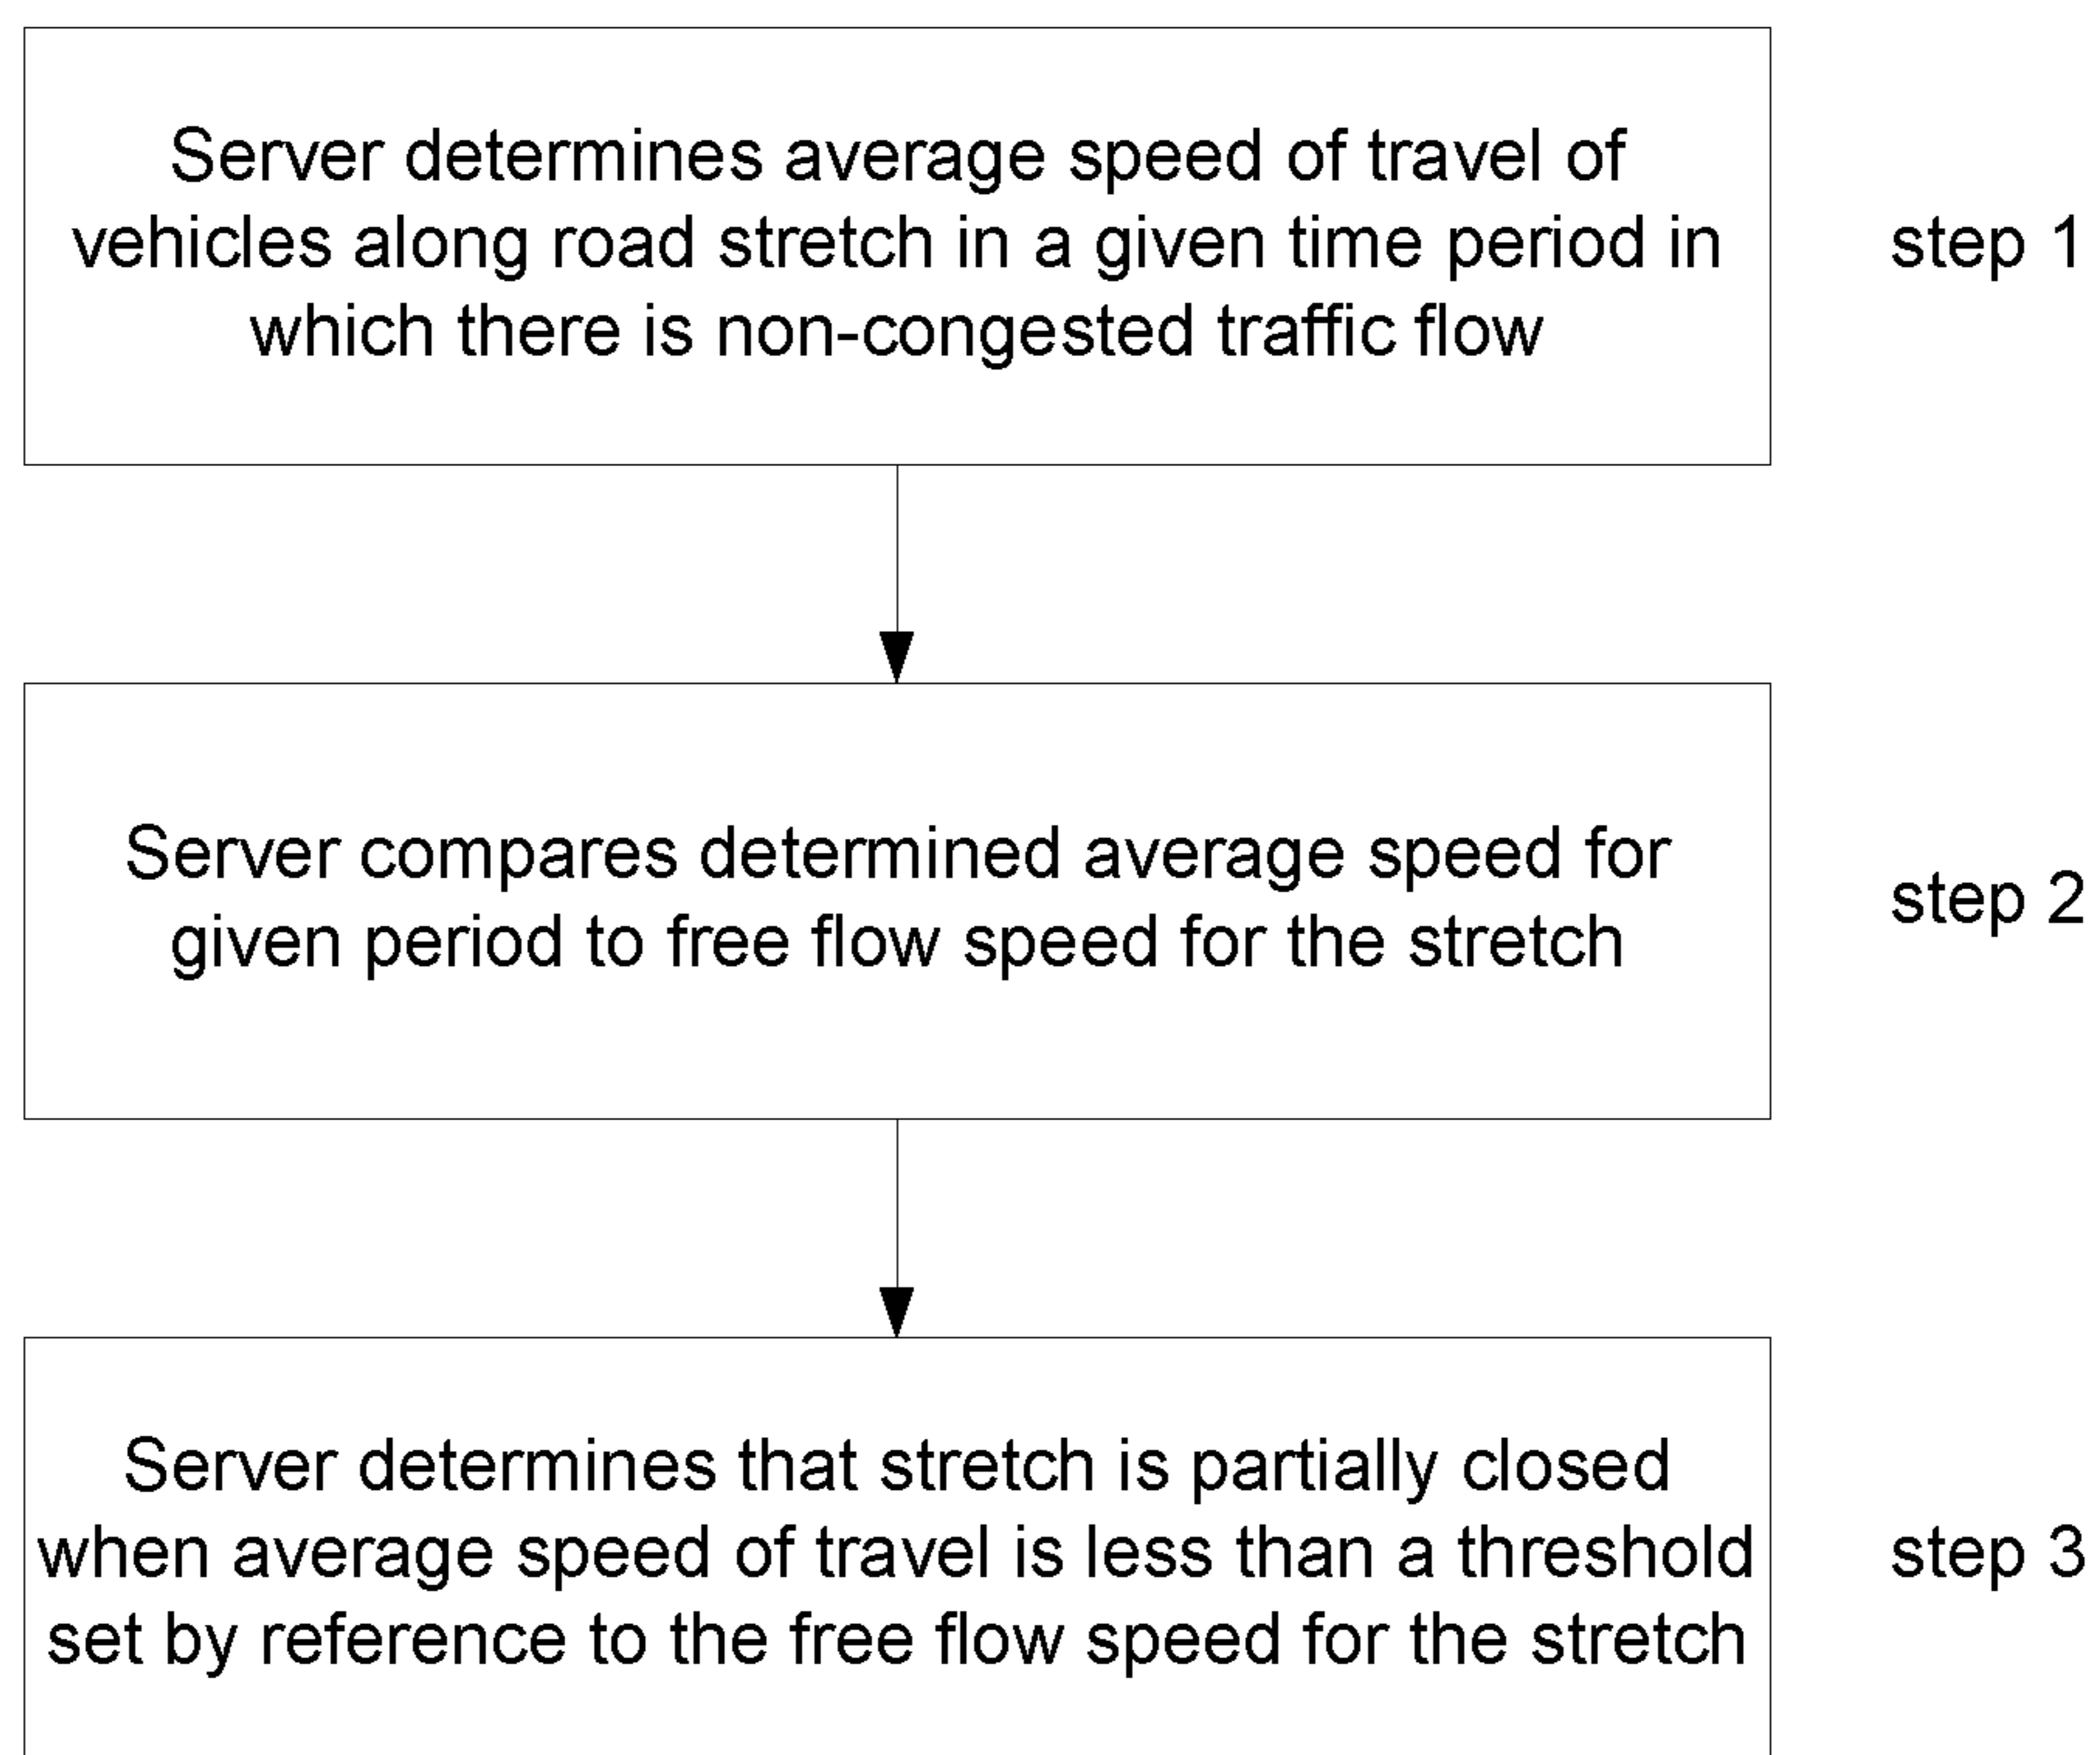 Server determines average speed of travel of
vehicles along road stretch in a given time period in
which there is non-congested traffic flow
step 1
Server compares determined average speed for
given period to free flow speed for the stretch
step 2
Server determines that stretch is partially closed
when average speed of travel is less than a threshold
set by reference to the free flow speed for the stretch
step 3